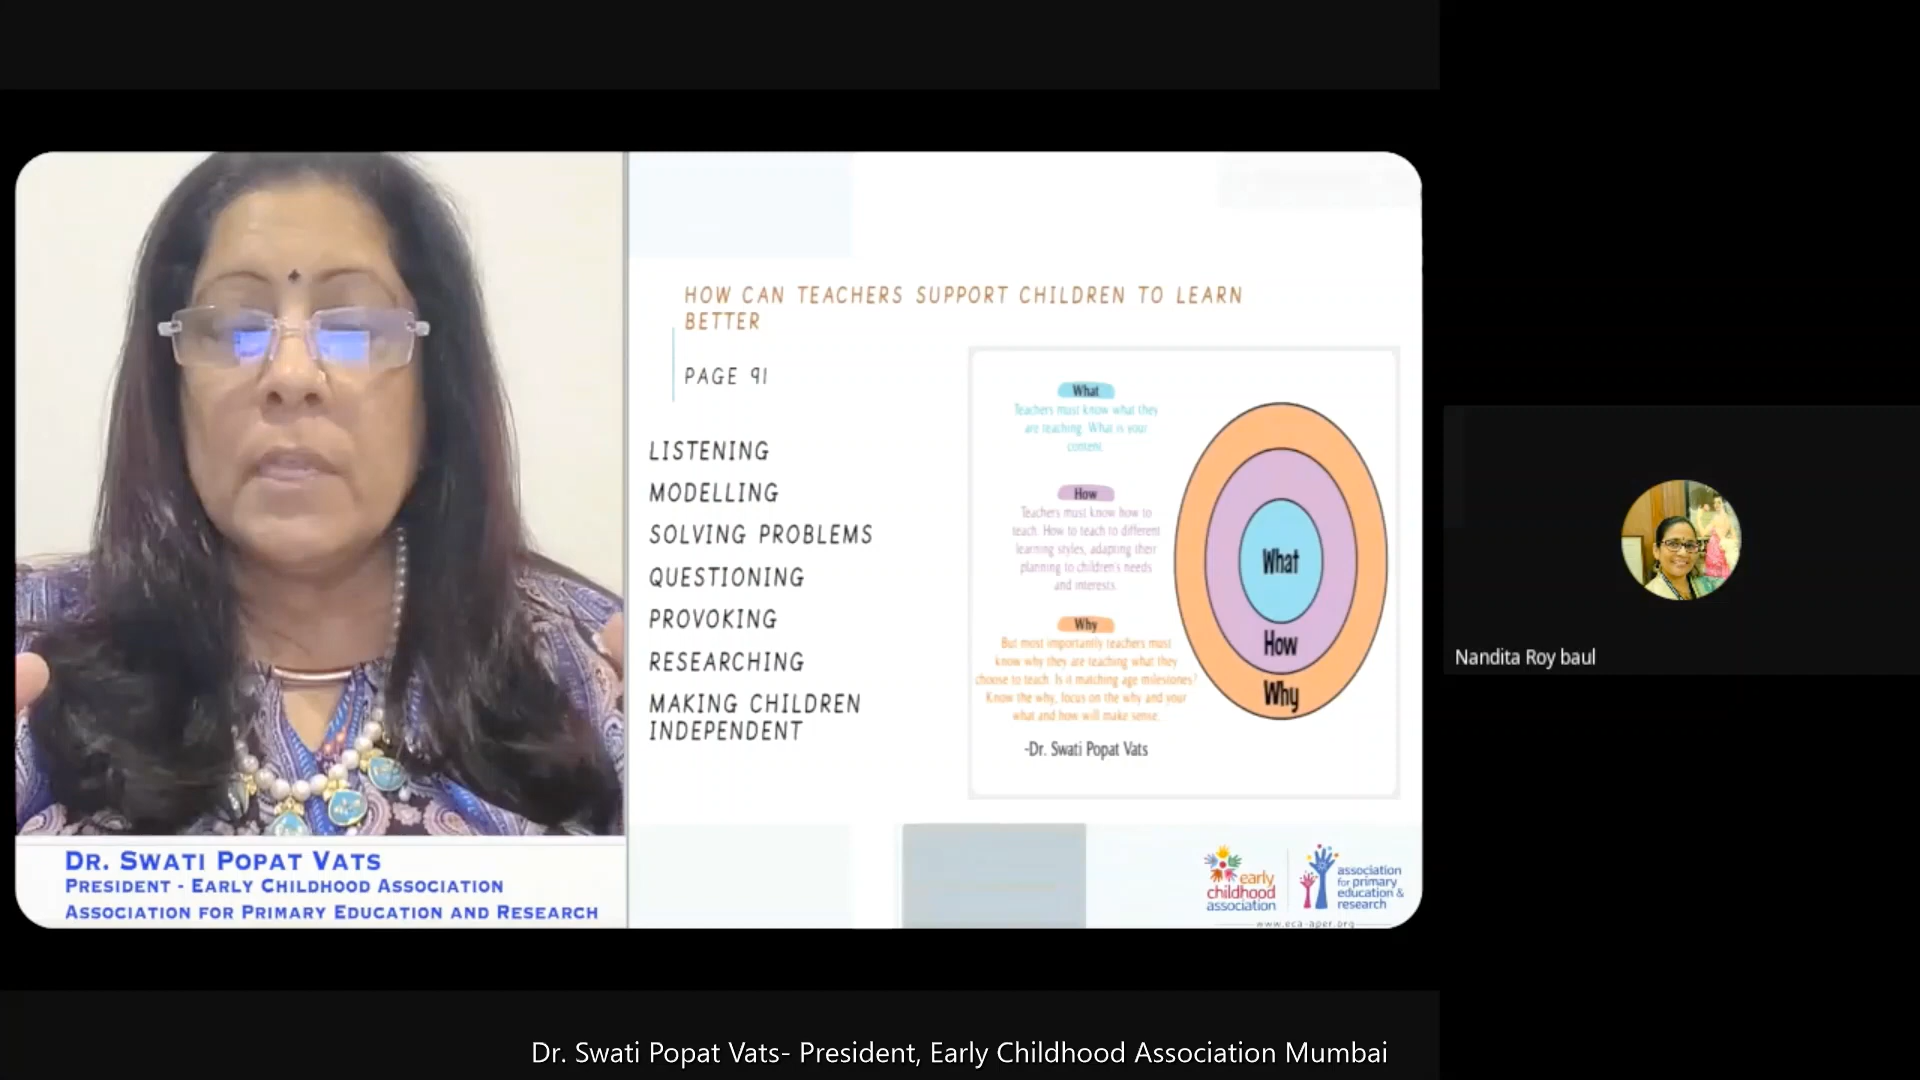 HOW CAN TEACHERS SUPPORT CHILDREN TO LEARN
BETTER
PAGE 91
LISTENING
MODELLING
SOLVING PROBLEMS
QUESTIONING
PROVOKING
RESEARCHING
MAKING CHILDREN
INDEPENDENT
What
Teachers must know what they
are teaching. What is your
content.
How
Teachers must know how to
teach. How to teach to different
learning styles, adapting their
planning to children's needs
and interests.
Why
But most importantly teachers must
know why they are teaching what they
choose to teach. Is it matching age milestones?
Know the why, focus on the why and your
what and how will make sense.
-Dr. Swati Popat Vats
What
How
Why
DR. SWATI POPAT VATS
PRESIDENT - EARLY CHILDHOOD ASSOCIATION
ASSOCIATION FOR PRIMARY EDUCATION AND RESEARCH
early
childhood
association
association
for primary
education &
research
www.eca-aper.org
Nandita Roy baul
Dr. Swati Popat Vats- President, Early Childhood Association Mumbai